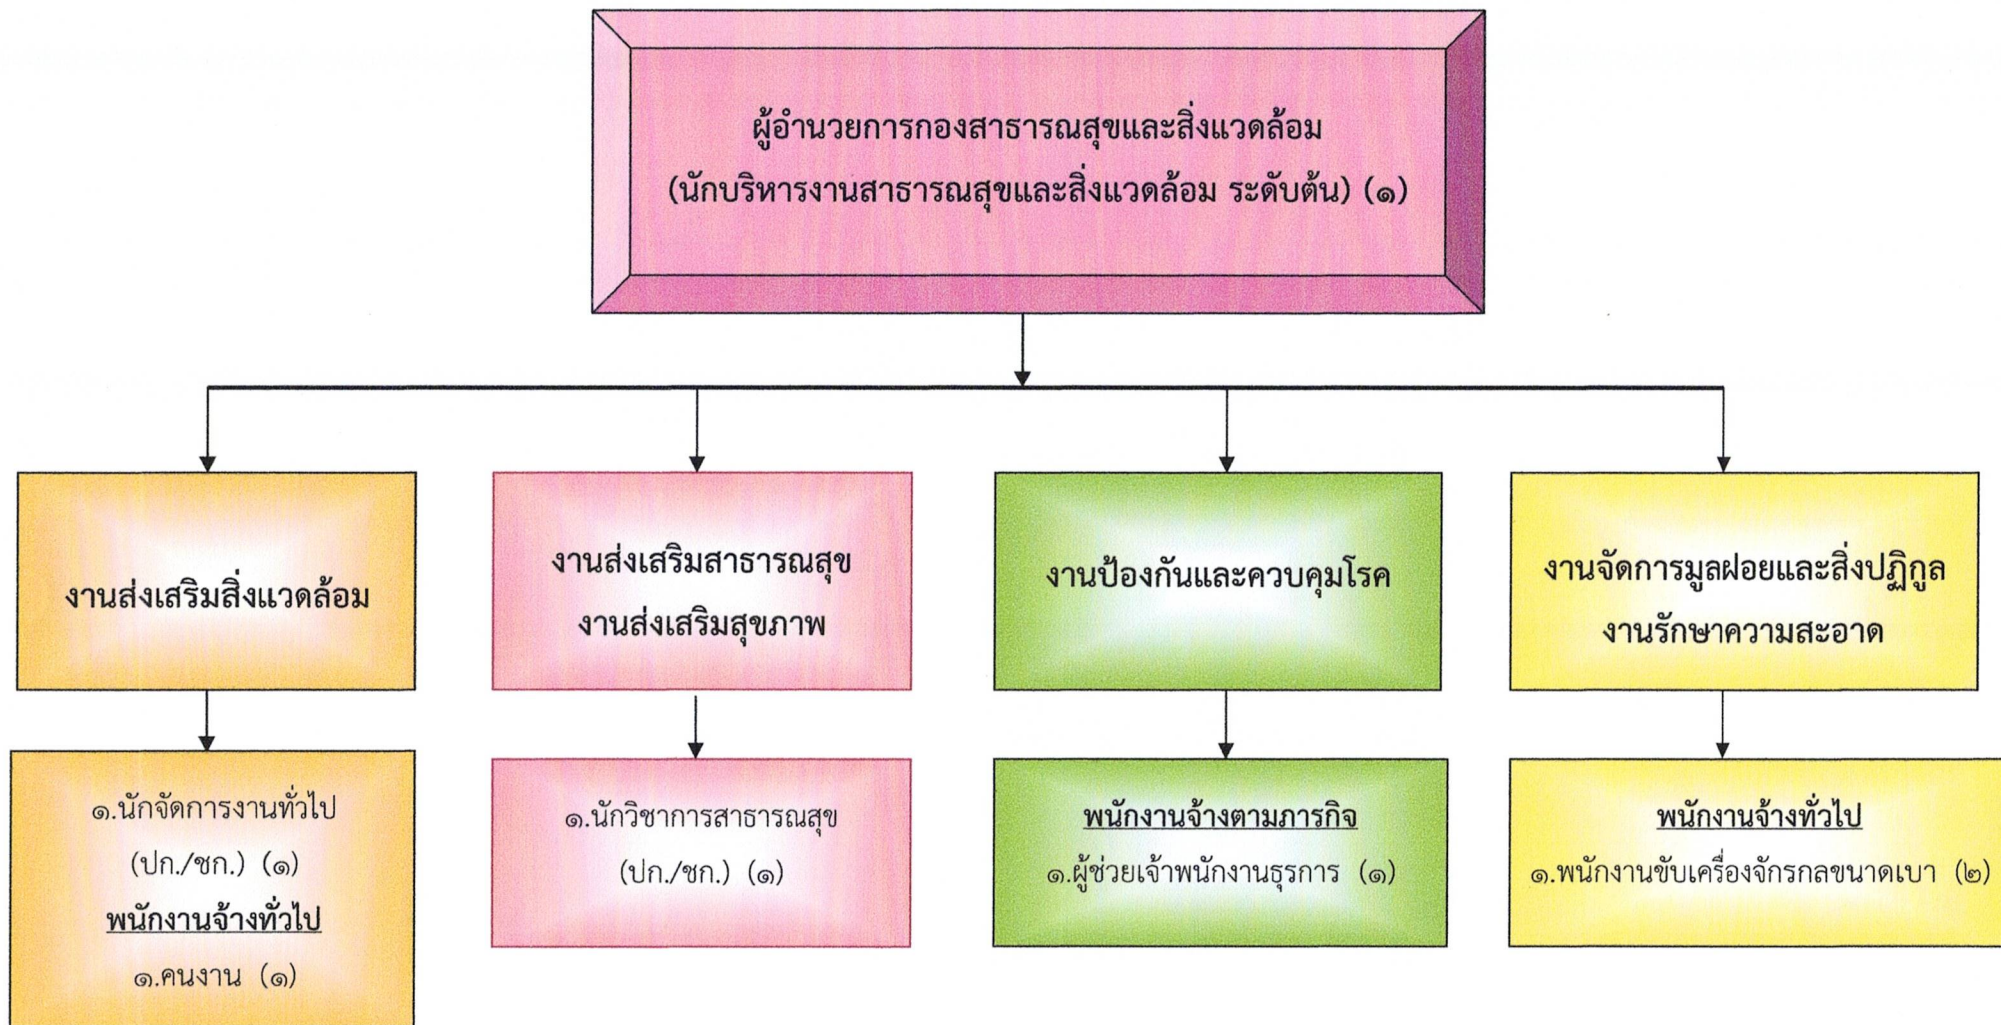 ผู้อำนวยการกองสาธารณสุขและสิ่งแวดล้อม
(นักบริหารงานสาธารณสุขและสิ่งแวดล้อม ระดับต้น) (๑)
งานส่งเสริมสิ่งแวดล้อม
งานส่งเสริมสาธารณสุข
งานส่งเสริมสุขภาพ
งานป้องกันและควบคุมโรค
งานจัดการมูลฝอยและสิ่งปฏิกูล
งานรักษาความสะอาด
๑.นักจัดการงานทั่วไป
(ปก./ชก.) (๑)
พนักงานจ้างทั่วไป
๑.คนงาน (๑)
๑.นักวิชาการสาธารณสุข
(ปก./ชก.) (๑)
พนักงานจ้างตามภารกิจ
๑.ผู้ช่วยเจ้าพนักงานธุรการ (๑)
พนักงานจ้างทั่วไป
๑.พนักงานขับเครื่องจักรกลขนาดเบา (๒)